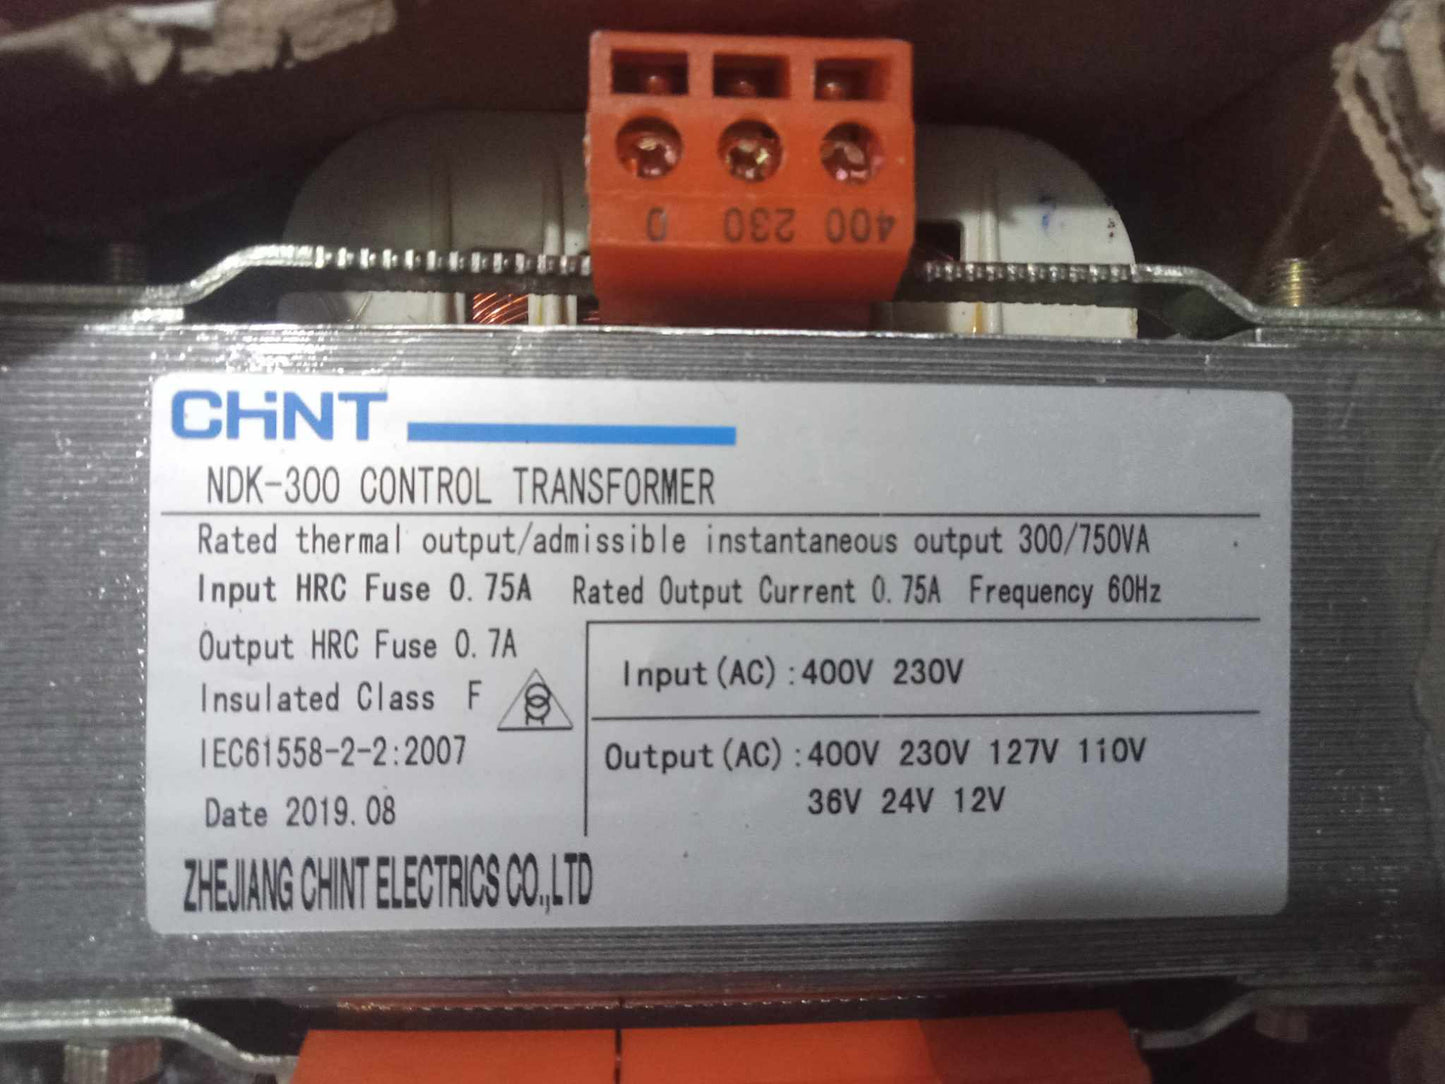 0 230 400
CHiNT
NDK-300 CONTROL TRANSFORMER
Rated thermal output/admissible instantaneous output 300/750VA
Input HRC Fuse 0.75A Rated Output Current 0.75A Frequency 60Hz
Output HRC Fuse 0.7A
Insulated Class F
IEC61558-2-2:2007
Date 2019.08
ZHEJIANG CHINT ELECTRICS CO.,LTD
Input(AC):400V 230V
Output(AC):400V 230V 127V 110V
36V 24V 12V